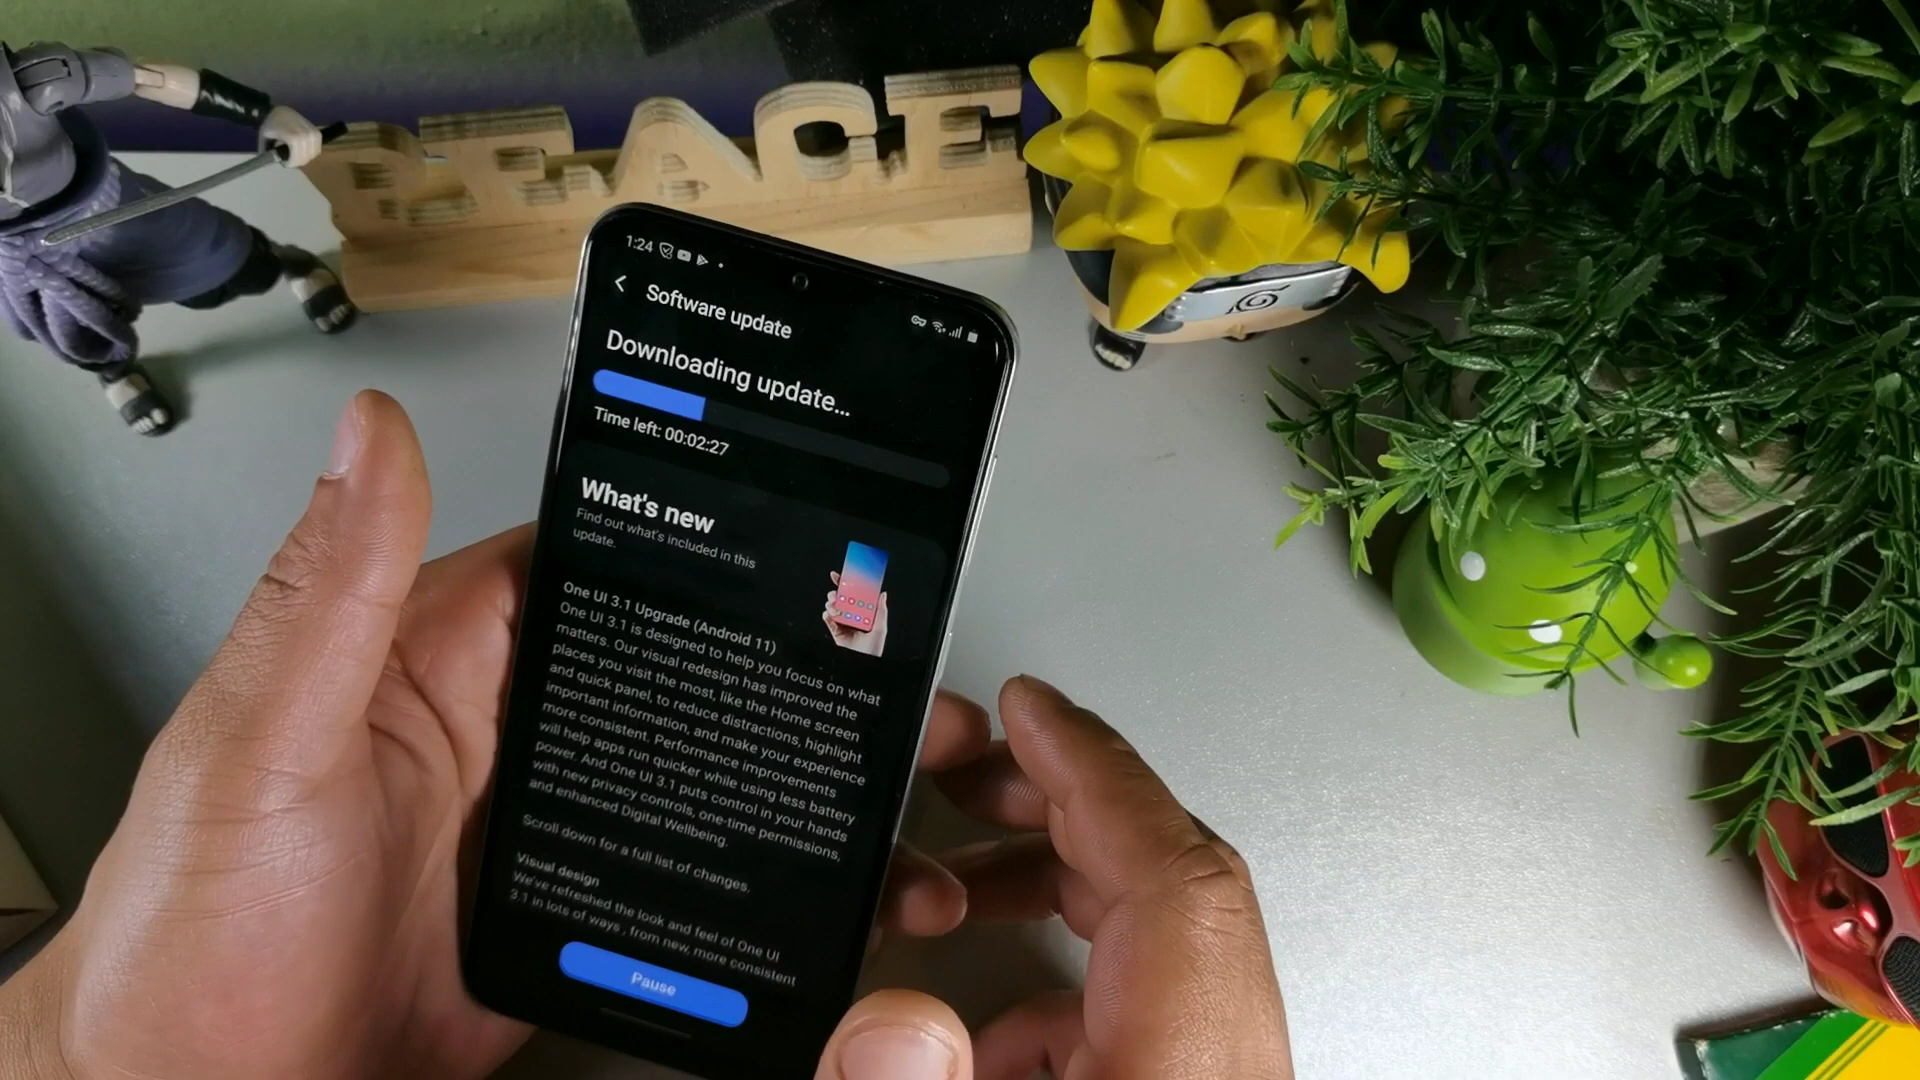 PEACE
1:24
Software update
Downloading update...
Time left: 00:02:27
What's new
Find out what's included in this
update.
One UI 3.1 Upgrade (Android 11)
One UI 3.1 is designed to help you focus on what
matters. Our visual redesign has improved the
places you visit the most, like the Home screen
and quick panel, to reduce distractions, highlight
important information, and make your experience
more consistent. Performance improvements
will help apps run quicker while using less battery
power. And One UI 3.1 puts control in your hands
with new privacy controls, one-time permissions,
and enhanced Digital Wellbeing.
Scroll down for a full list of changes.
Visual design
We've refreshed the look and feel of One UI
3.1 in lots of ways , from new, more consistent
Pause